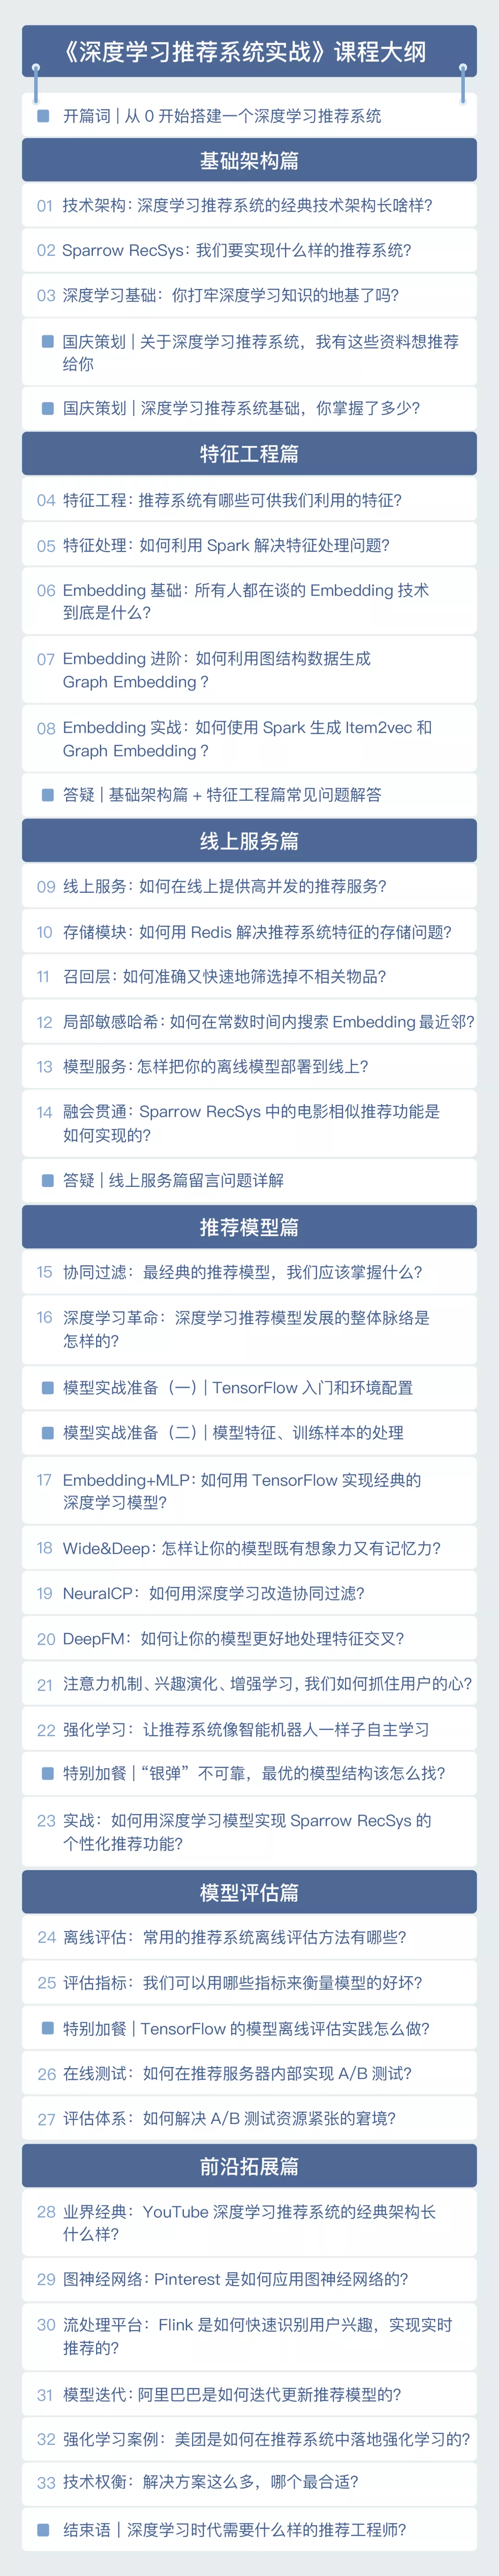 《深度学习推荐系统实战》课程大纲
开篇词 | 从 0 开始搭建一个深度学习推荐系统
基础架构篇
01 技术架构：深度学习推荐系统的经典技术架构长啥样？
02 Sparrow RecSys：我们要实现什么样的推荐系统？
03 深度学习基础：你打牢深度学习知识的地基了吗？
国庆策划 | 关于深度学习推荐系统，我有这些资料想推荐
给你
国庆策划 | 深度学习推荐系统基础，你掌握了多少？
特征工程篇
04 特征工程：推荐系统有哪些可供我们利用的特征？
05 特征处理：如何利用 Spark 解决特征处理问题？
06 Embedding 基础：所有人都在谈的 Embedding 技术
到底是什么？
07 Embedding 进阶：如何利用图结构数据生成
Graph Embedding？
08 Embedding 实战：如何使用 Spark 生成 Item2vec 和
Graph Embedding？
答疑 | 基础架构篇 + 特征工程篇常见问题解答
线上服务篇
09 线上服务：如何在线上提供高并发的推荐服务？
10 存储模块：如何用 Redis 解决推荐系统特征的存储问题？
11 召回层：如何准确又快速地筛选掉不相关物品？
12 局部敏感哈希：如何在常数时间内搜索 Embedding 最近邻？
13 模型服务：怎样把你的离线模型部署到线上？
14 融会贯通：Sparrow RecSys 中的电影相似推荐功能是
如何实现的？
答疑 | 线上服务篇留言问题详解
推荐模型篇
15 协同过滤：最经典的推荐模型，我们应该掌握什么？
16 深度学习革命：深度学习推荐模型发展的整体脉络是
怎样的？
模型实战准备（一）| TensorFlow 入门和环境配置
模型实战准备（二）| 模型特征、训练样本的处理
17 Embedding+MLP：如何用 TensorFlow 实现经典的
深度学习模型？
18 Wide&Deep：怎样让你的模型既有想象力又有记忆力？
19 NeuralCP：如何用深度学习改造协同过滤？
20 DeepFM：如何让你的模型更好地处理特征交叉？
21 注意力机制、兴趣演化、增强学习，我们如何抓住用户的心？
22 强化学习：让推荐系统像智能机器人一样子自主学习
特别加餐 | “银弹”不可靠，最优的模型结构该怎么找？
23 实战：如何用深度学习模型实现 Sparrow RecSys 的
个性化推荐功能？
模型评估篇
24 离线评估：常用的推荐系统离线评估方法有哪些？
25 评估指标：我们可以用哪些指标来衡量模型的好坏？
特别加餐 | TensorFlow 的模型离线评估实践怎么做？
26 在线测试：如何在推荐服务器内部实现 A/B 测试？
27 评估体系：如何解决 A/B 测试资源紧张的窘境？
前沿拓展篇
28 业界经典：YouTube 深度学习推荐系统的经典架构长
什么样？
29 图神经网络：Pinterest 是如何应用图神经网络的？
30 流处理平台：Flink 是如何快速识别用户兴趣，实现实时
推荐的？
31 模型迭代：阿里巴巴是如何迭代更新推荐模型的？
32 强化学习案例：美团是如何在推荐系统中落地强化学习的？
33 技术权衡：解决方案这么多，哪个最合适？
结束语 | 深度学习时代需要什么样的推荐工程师？